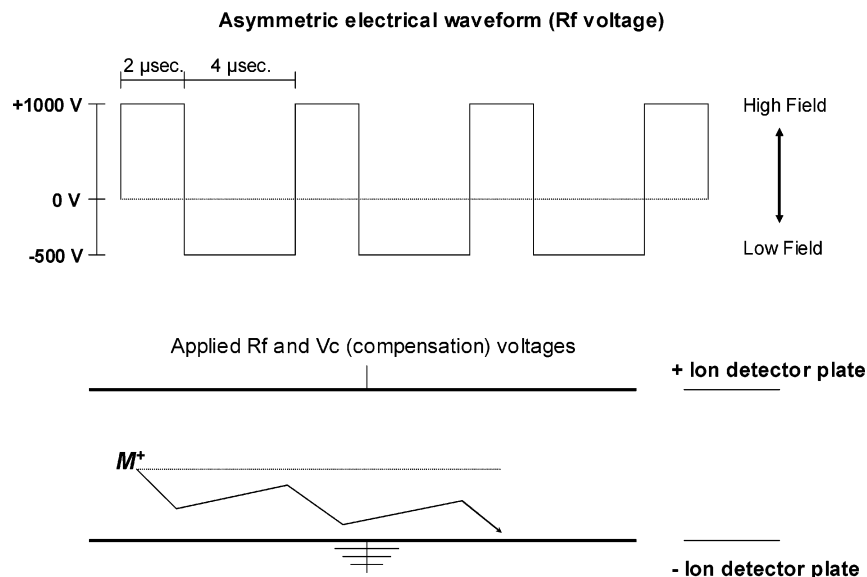 Asymmetric electrical waveform (Rf voltage)
2 μsec.
4 μsec.
+1000 V
High Field
0 V
-500 V
Low Field
Applied Rf and Vc (compensation) voltages
+ Ion detector plate
M+
- Ion detector plate